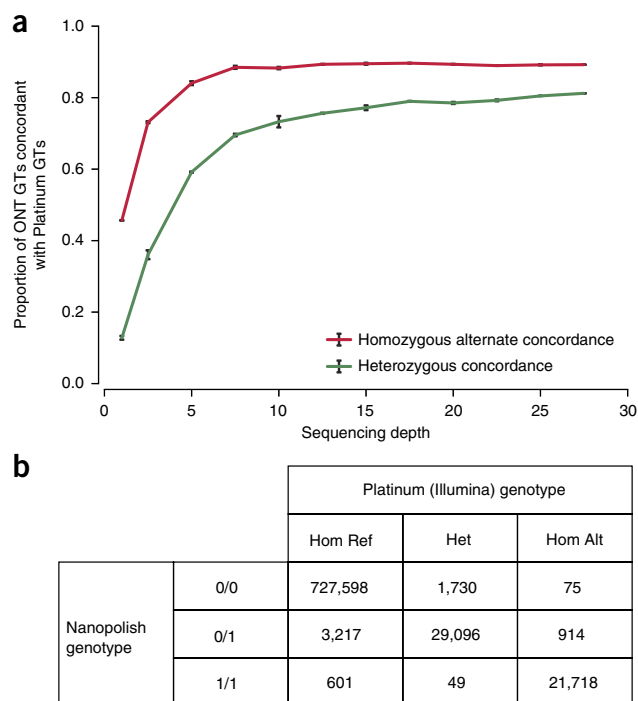 a
Proportion of ONT GTs concordant
with Platinum GTs
1.0
0.8
0.6
0.4
0.2
0.0
Homozygous alternate concordance
Heterozygous concordance
0 5 10 15 20 25 30
Sequencing depth
b
Platinum (Illumina) genotype
Hom Ref Het Hom Alt
Nanopolish
genotype
0/0 727,598 1,730 75
0/1 3,217 29,096 914
1/1 601 49 21,718